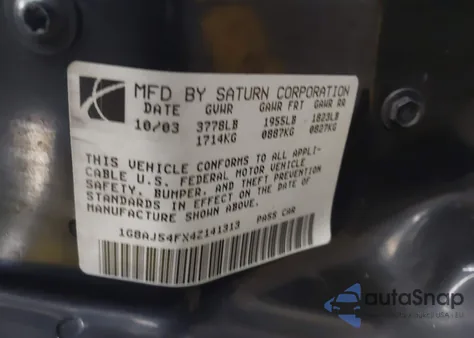 MFD BY SATURN CORPORATION
DATE GVWR GAWR FRT GAWR RR
10/03 3778LB 1955LB 1823LB
1714KG 0887KG 0827KG
THIS VEHICLE CONFORMS TO ALL APPLI-
CABLE U.S. FEDERAL MOTOR VEHICLE
SAFETY, BUMPER, AND THEFT PREVENTION
STANDARDS IN EFFECT ON THE DATE OF
MANUFACTURE SHOWN ABOVE.
1G8AJ54FX4Z141313 PASS CAR
autaSnap